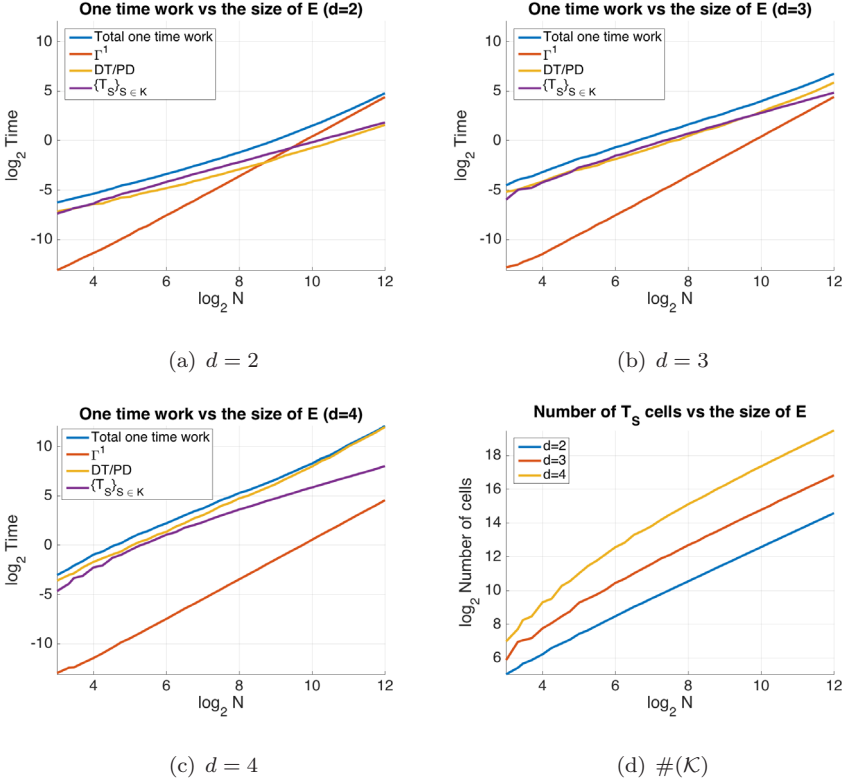 One time work vs the size of E (d=2)
Total one time work
Γ¹
DT/PD
{T_S}_{S ∈ K}
10
5
0
-5
-10
log₂ Time
4 6 8 10 12
log₂ N
(a) d = 2
One time work vs the size of E (d=3)
Total one time work
Γ¹
DT/PD
{T_S}_{S ∈ K}
10
5
0
-5
-10
log₂ Time
4 6 8 10 12
log₂ N
(b) d = 3
One time work vs the size of E (d=4)
Total one time work
Γ¹
DT/PD
{T_S}_{S ∈ K}
10
5
0
-5
-10
log₂ Time
4 6 8 10 12
log₂ N
(c) d = 4
Number of T_S cells vs the size of E
d=2
d=3
d=4
18
16
14
12
10
8
6
log₂ Number of cells
4 6 8 10 12
log₂ N
(d) #(𝒦)